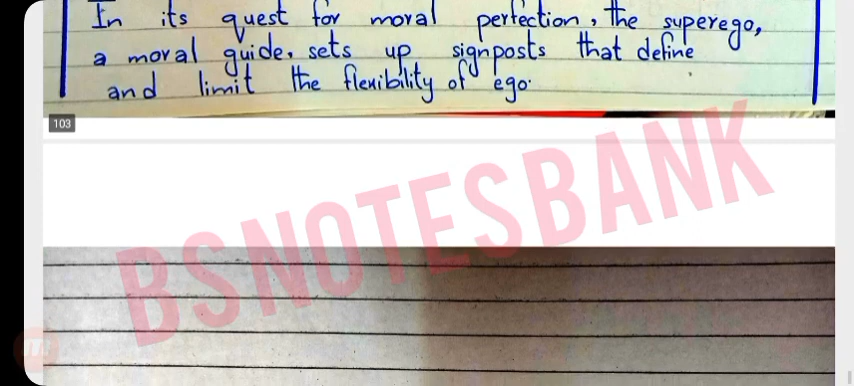 In its quest for moral perfection, the superego,
a moral guide, sets up signposts that define
and limit the flexibility of ego.
103
BSNOTESBANK